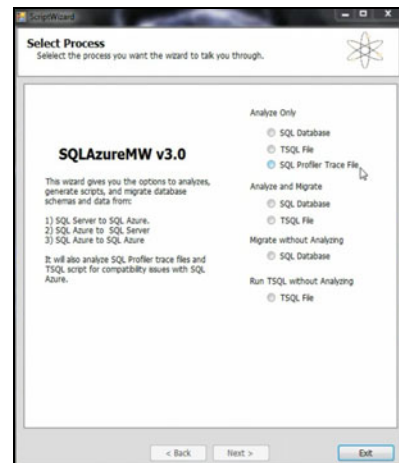 ScriptWizard
Select Process
Selelect the process you want the wizard to talk you through.
SQLAzureMW v3.0
This wizard gives you the options to analyzes,
generate scripts, and migrate database
schemas and data from:
1) SQL Server to SQL Azure.
2) SQL Azure to SQL Server
3) SQL Azure to SQL Azure
It will also analyze SQL Profiler trace files and
TSQL script for compatibility issues with SQL
Azure.
Analyze Only
SQL Database
TSQL File
SQL Profiler Trace File
Analyze and Migrate
SQL Database
TSQL File
Migrate without Analyzing
SQL Database
Run TSQL without Analyzing
TSQL File
< Back
Next >
Exit